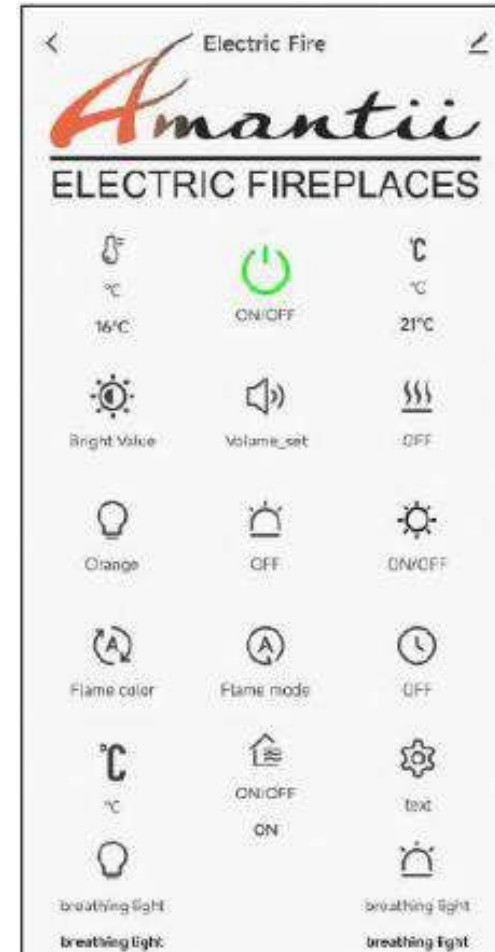 Electric Fire
Amantii
ELECTRIC FIREPLACES
°C
°C ON/OFF °C
16°C 21°C
Bright Value Volume_set OFF
Orange OFF ON/OFF
A A
Flame color Flame mode OFF
°C
°C ON/OFF text
ON
breathing light breathing light
breathing light breathing light